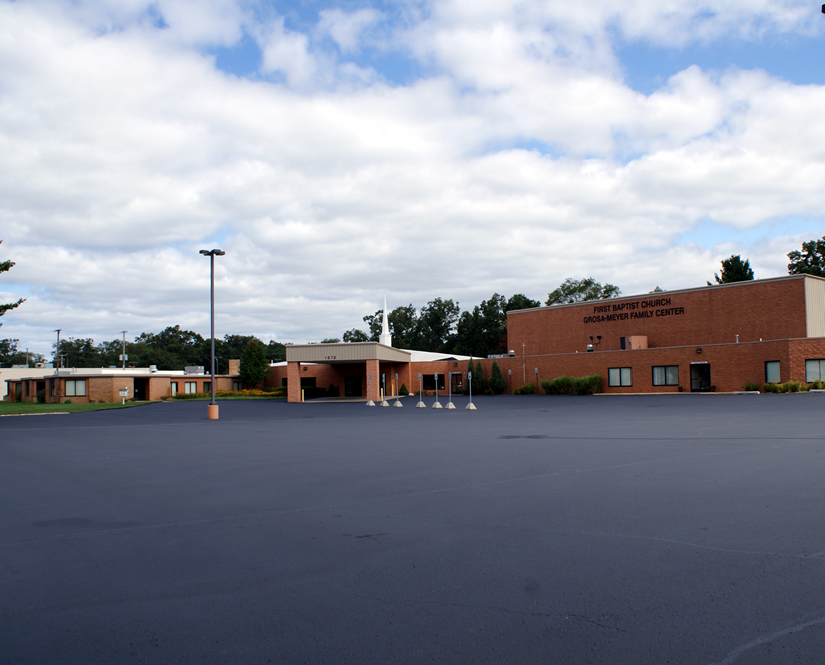 FIRST BAPTIST CHURCH
GROSA-MEYER FAMILY CENTER